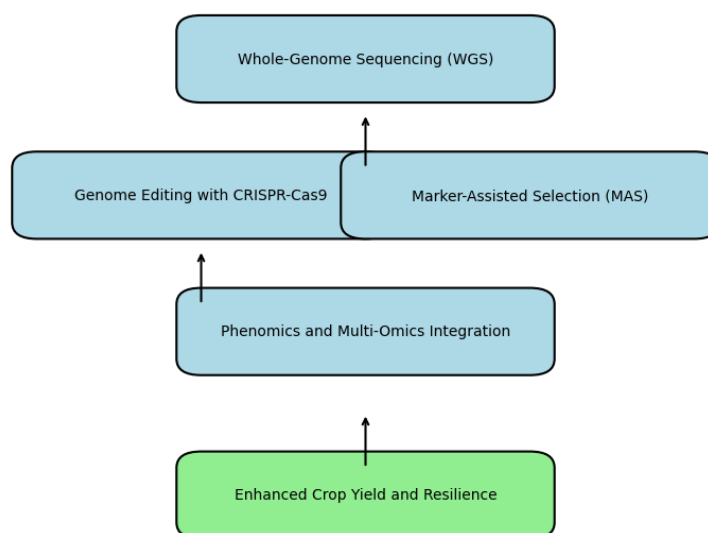 Whole-Genome Sequencing (WGS)
Genome Editing with CRISPR-Cas9
Marker-Assisted Selection (MAS)
Phenomics and Multi-Omics Integration
Enhanced Crop Yield and Resilience